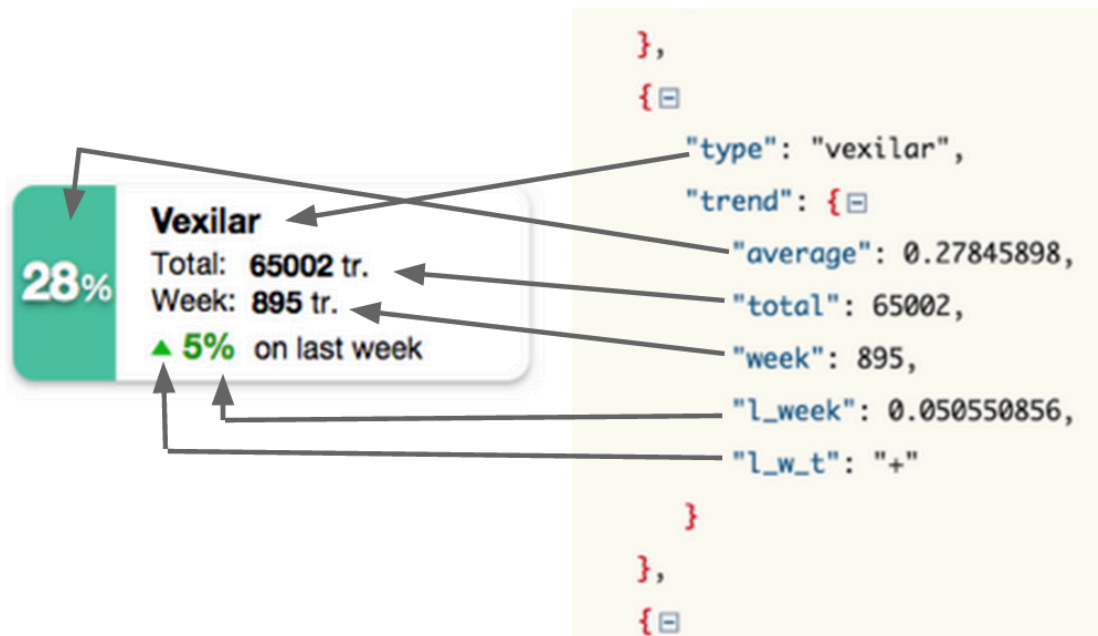 Vexilar
Total: 65002 tr.
Week: 895 tr.
28%
▲ 5% on last week
},
{
"type": "vexilar",
"trend": {
"average": 0.27845898,
"total": 65002,
"week": 895,
"l_week": 0.050550856,
"l_w_t": "+"
}
},
{